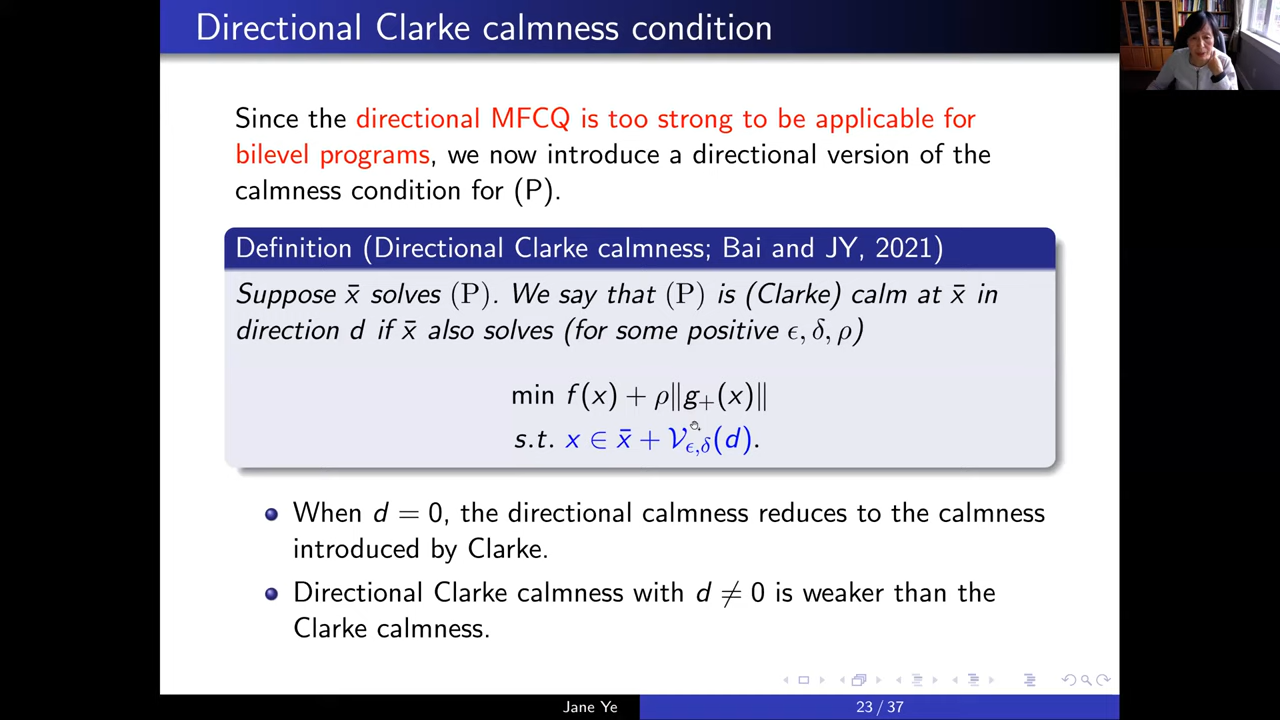 Directional Clarke calmness condition
Since the directional MFCQ is too strong to be applicable for
bilevel programs, we now introduce a directional version of the
calmness condition for (P).
Definition (Directional Clarke calmness; Bai and JY, 2021)
Suppose x̄ solves (P). We say that (P) is (Clarke) calm at x̄ in
direction d if x̄ also solves (for some positive ϵ, δ, ρ)
min f(x) + ρ‖g₊(x)‖
s.t. x ∈ x̄ + 𝒱_{ϵ,δ}(d).
When d = 0, the directional calmness reduces to the calmness
introduced by Clarke.
Directional Clarke calmness with d ≠ 0 is weaker than the
Clarke calmness.
Jane Ye
23 / 37